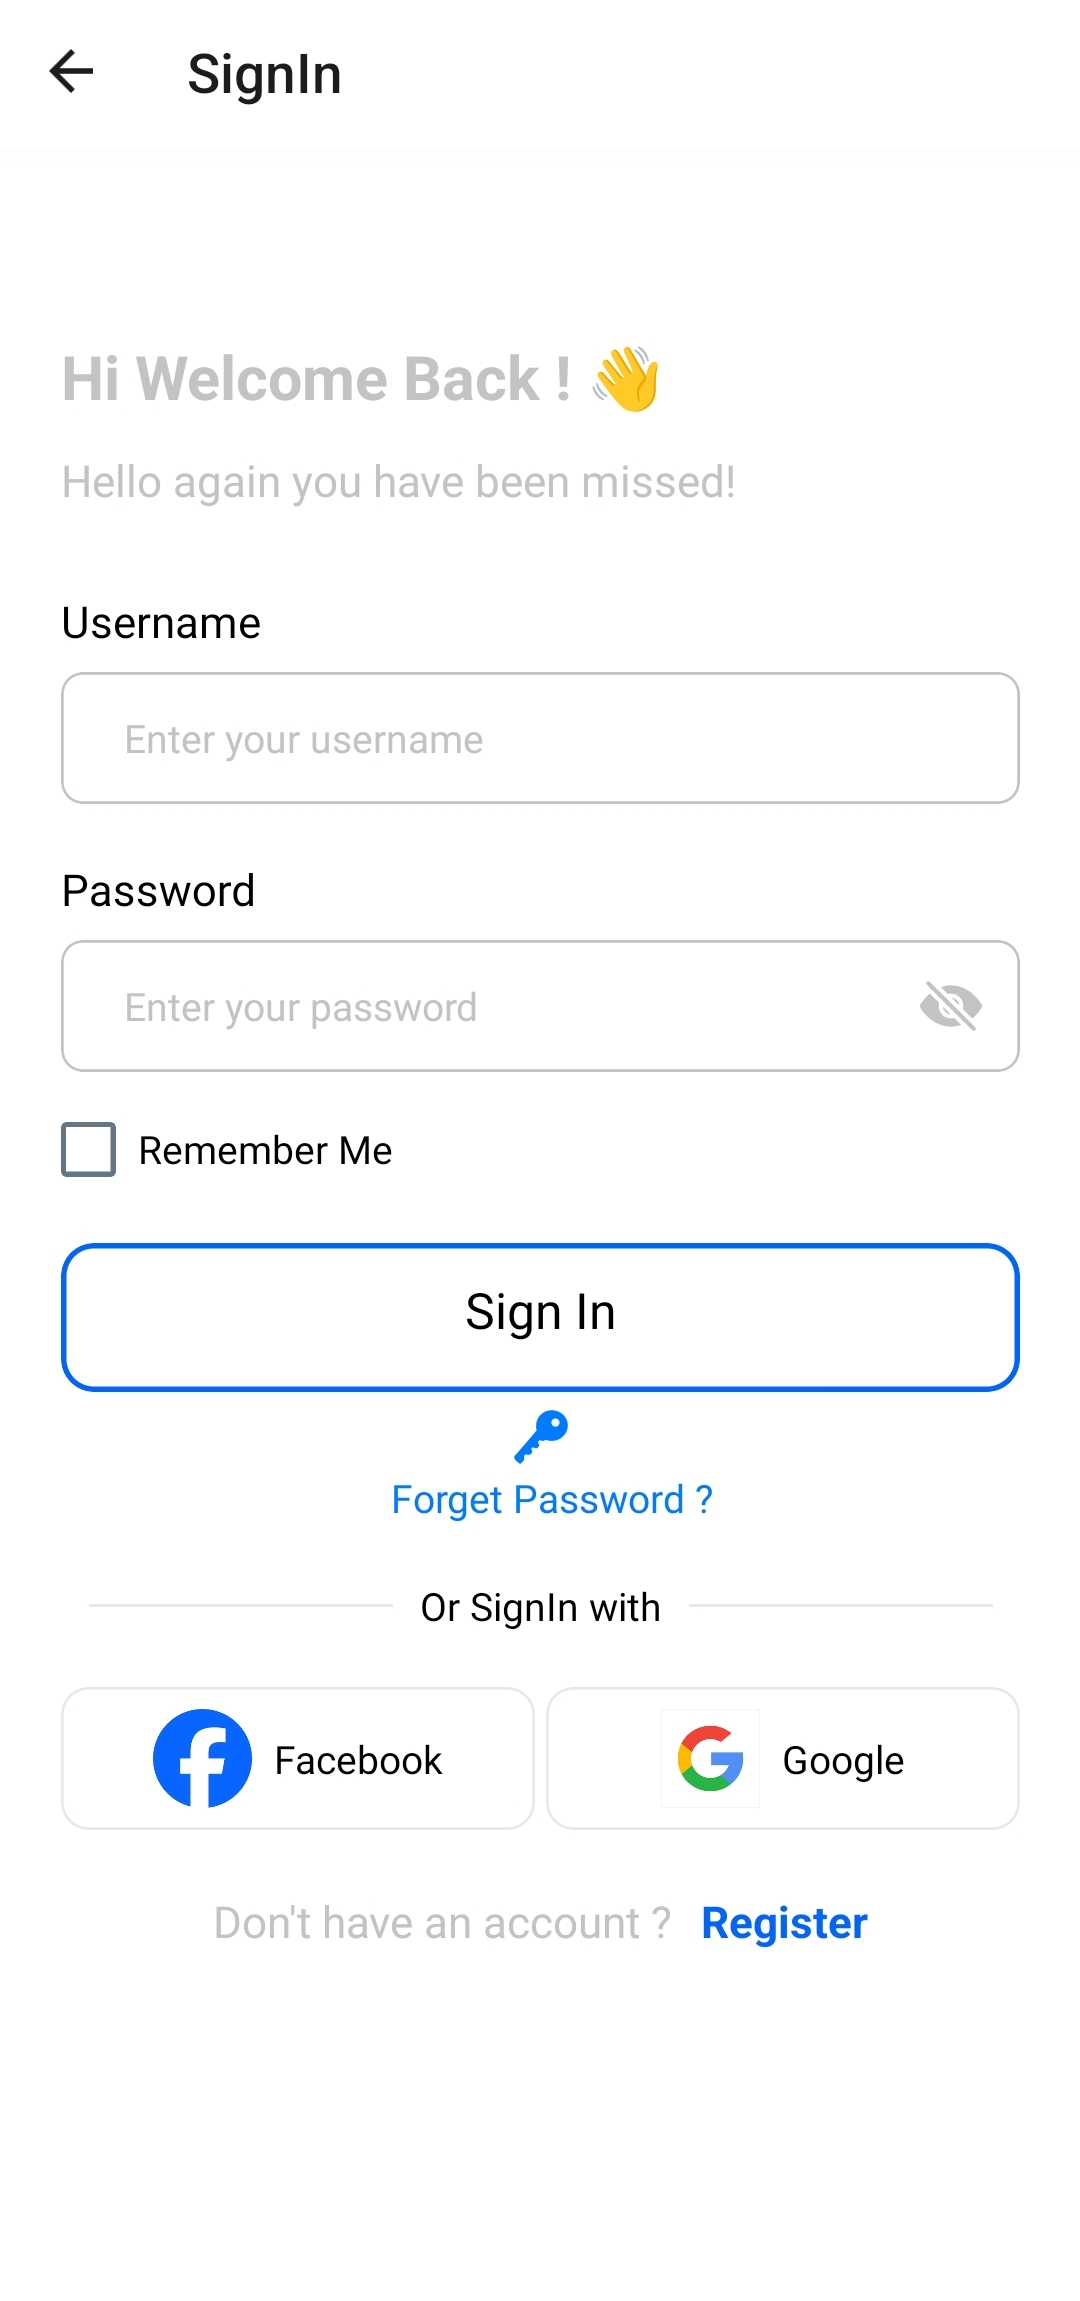 SignIn
Hi Welcome Back ! 👋
Hello again you have been missed!
Username
Enter your username
Password
Enter your password
Remember Me
Sign In
Forget Password ?
Or SignIn with
Facebook
Google
Don't have an account ? Register